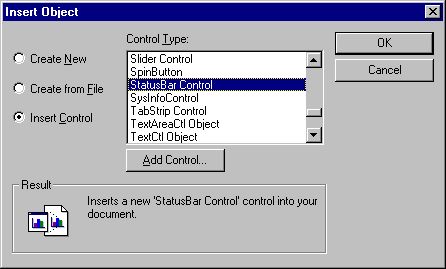 Insert Object
Control Type:
OK
Cancel
Create New
Create from File
Insert Control
Slider Control
SpinButton
StatusBar Control
SysInfoControl
TabStrip Control
TextAreaCtl Object
TextCtl Object
Add Control...
Result
Inserts a new 'StatusBar Control' control into your
document.